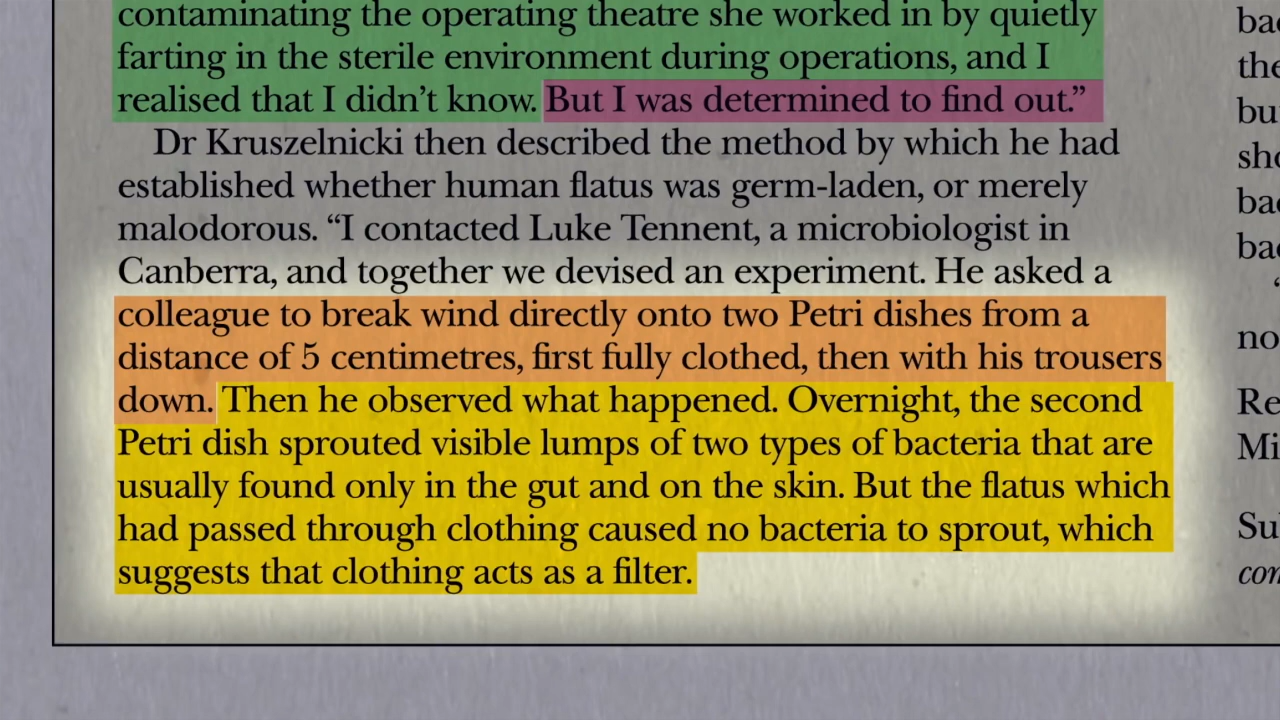 contaminating the operating theatre she worked in by quietly
farting in the sterile environment during operations, and I
realised that I didn’t know. But I was determined to find out.”
Dr Kruszelnicki then described the method by which he had
established whether human flatus was germ-laden, or merely
malodorous. “I contacted Luke Tennent, a microbiologist in
Canberra, and together we devised an experiment. He asked a
colleague to break wind directly onto two Petri dishes from a
distance of 5 centimetres, first fully clothed, then with his trousers
down. Then he observed what happened. Overnight, the second
Petri dish sprouted visible lumps of two types of bacteria that are
usually found only in the gut and on the skin. But the flatus which
had passed through clothing caused no bacteria to sprout, which
suggests that clothing acts as a filter.